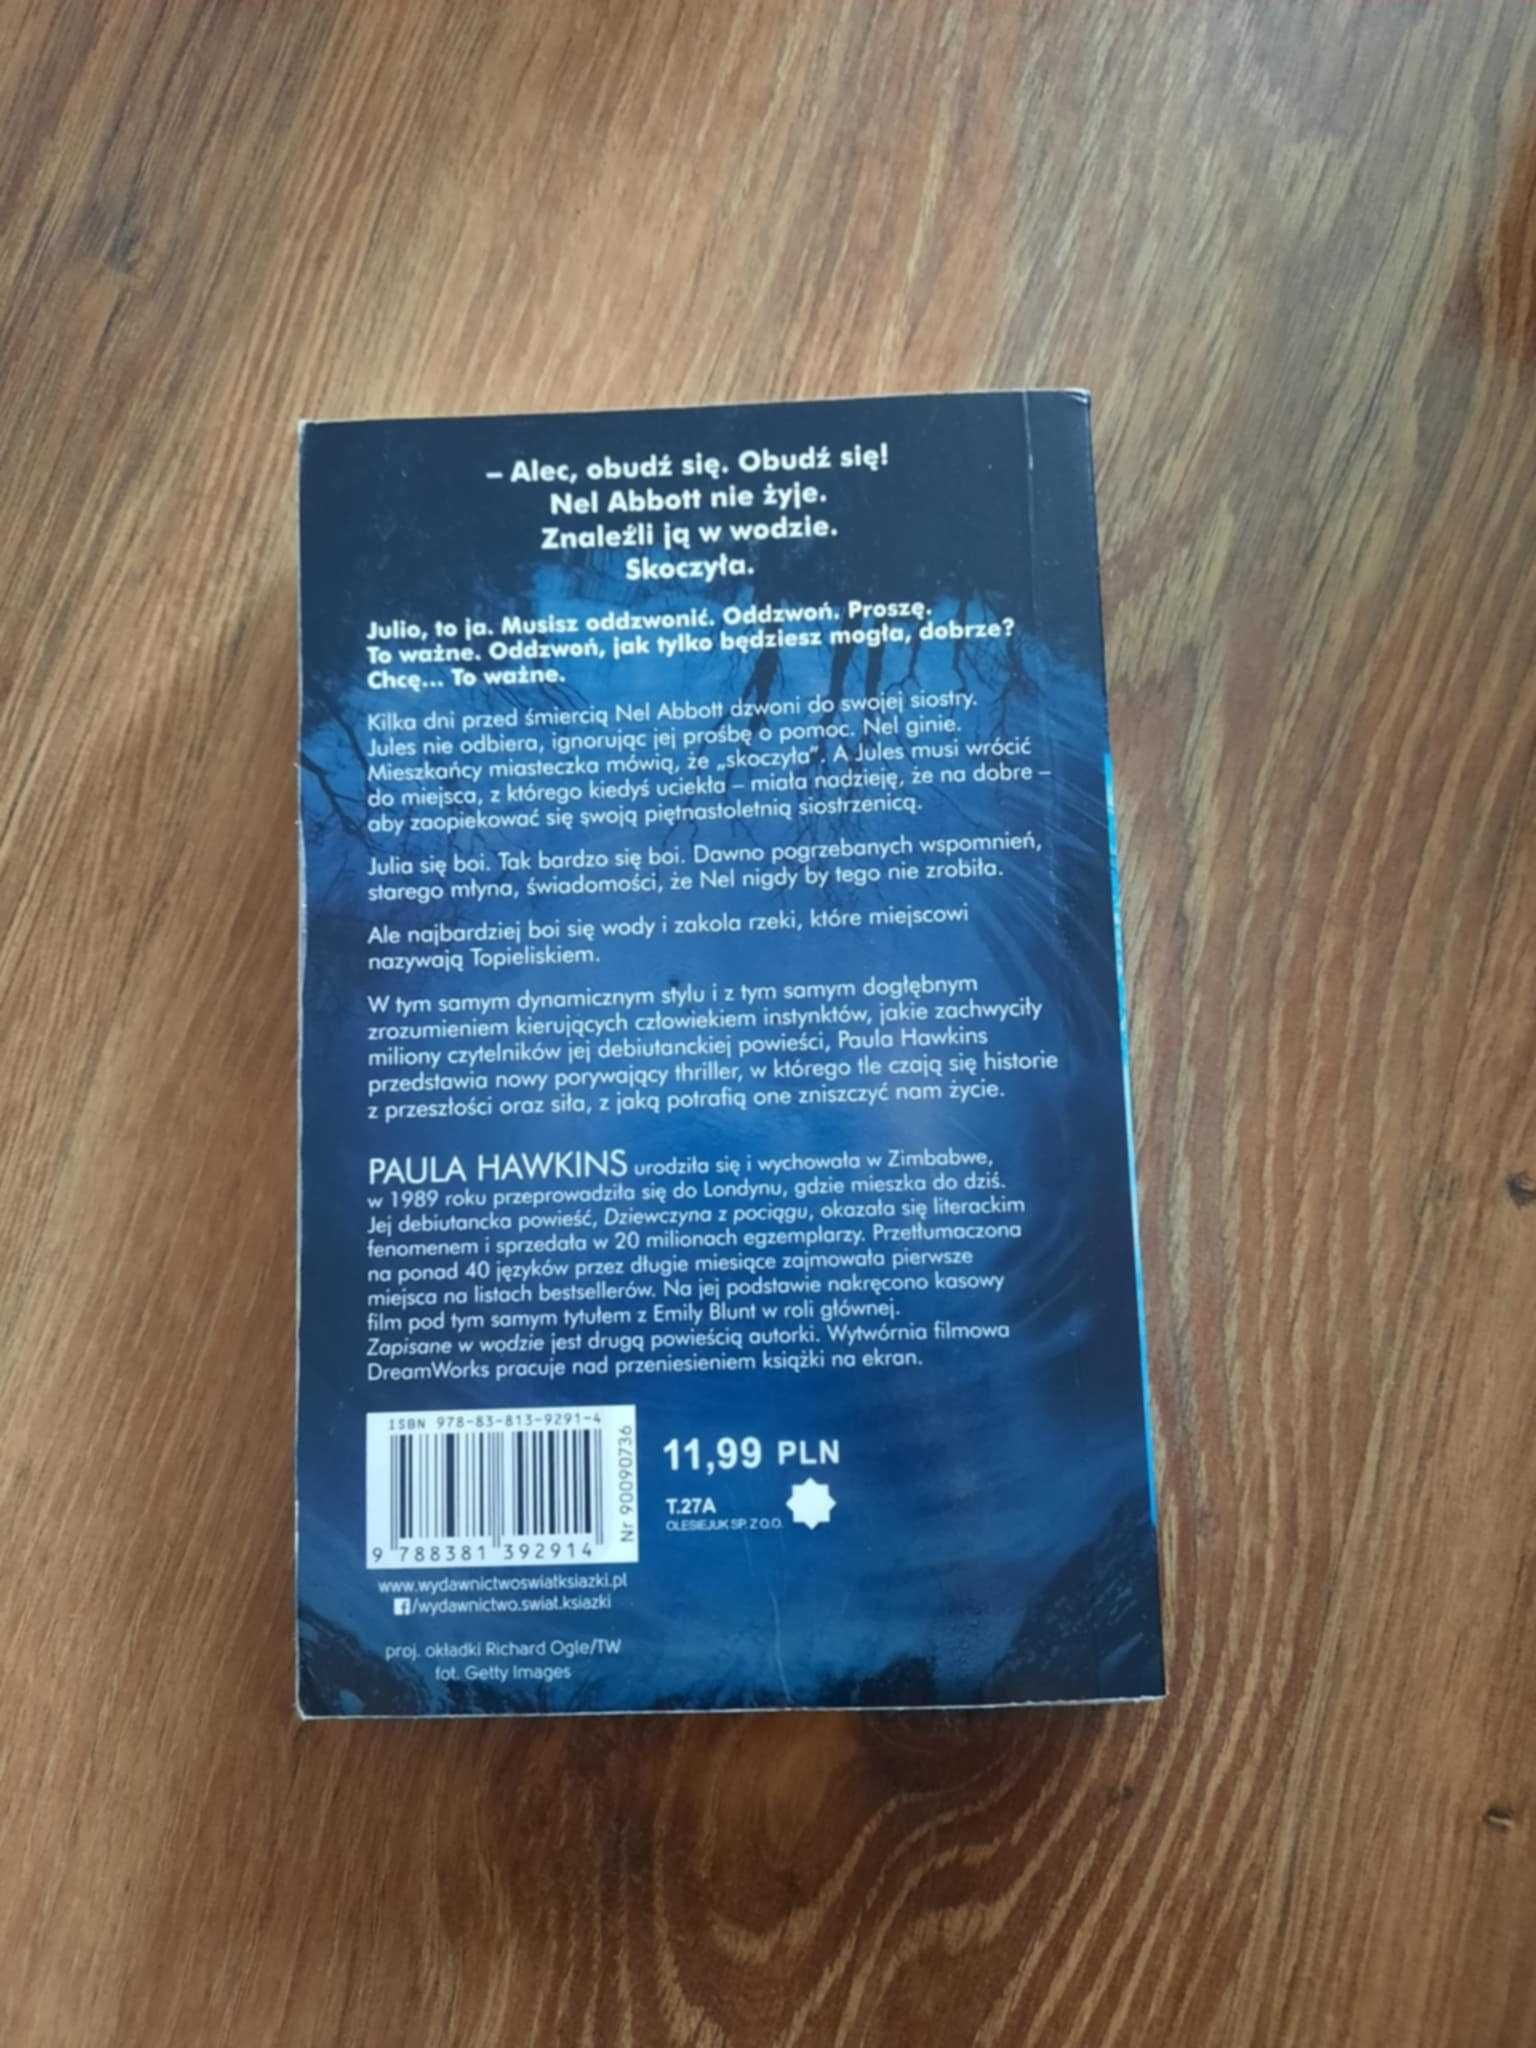 – Alec, obudź się. Obudź się!
Nel Abbott nie żyje.
Znaleźli ją w wodzie.
Skoczyła.
Julio, to ja. Musisz oddzwonić. Oddzwoń. Proszę.
To ważne. Oddzwoń, jak tylko będziesz mogła, dobrze?
Chcę... To ważne.
Kilka dni przed śmiercią Nel Abbott dzwoni do swojej siostry.
Jules nie odbiera, ignorując jej prośbę o pomoc. Nel ginie.
Mieszkańcy miasteczka mówią, że „skoczyła”. A Jules musi wrócić
do miejsca, z którego kiedyś uciekła – miała nadzieję, że na dobre –
aby zaopiekować się swoją piętnastoletnią siostrzenicą.
Julia się boi. Tak bardzo się boi. Dawno pogrzebanych wspomnień,
starego młyna, świadomości, że Nel nigdy by tego nie zrobiła.
Ale najbardziej boi się wody i zakola rzeki, które miejscowi
nazywają Topieliskiem.
W tym samym dynamicznym stylu i z tym samym dogłębnym
zrozumieniem kierujących człowiekiem instynktów, jakie zachwyciły
miliony czytelników jej debiutanckiej powieści, Paula Hawkins
przedstawia nowy porywający thriller, w którego tle czają się historie
z przeszłości oraz siła, z jaką potrafią one zniszczyć nam życie.
PAULA HAWKINS urodziła się i wychowała w Zimbabwe,
w 1989 roku przeprowadziła się do Londynu, gdzie mieszka do dziś.
Jej debiutancka powieść, Dziewczyna z pociągu, okazała się literackim
fenomenem i sprzedała w 20 milionach egzemplarzy. Przetłumaczona
na ponad 40 języków przez długie miesiące zajmowała pierwsze
miejsca na listach bestsellerów. Na jej podstawie nakręcono kasowy
film pod tym samym tytułem z Emily Blunt w roli głównej.
Zapisane w wodzie jest drugą powieścią autorki. Wytwórnia filmowa
DreamWorks pracuje nad przeniesieniem książki na ekran.
ISBN 978-83-813-9291-4
9 788381 392914
Nr 90090736
11,99 PLN
T.27A
OLESIEJUK SP. Z O.O.
www.wydawnictwoswiatksiazki.pl
f/wydawnictwo.swiat.ksiazki
proj. okładki Richard Ogle/TW
fot. Getty Images